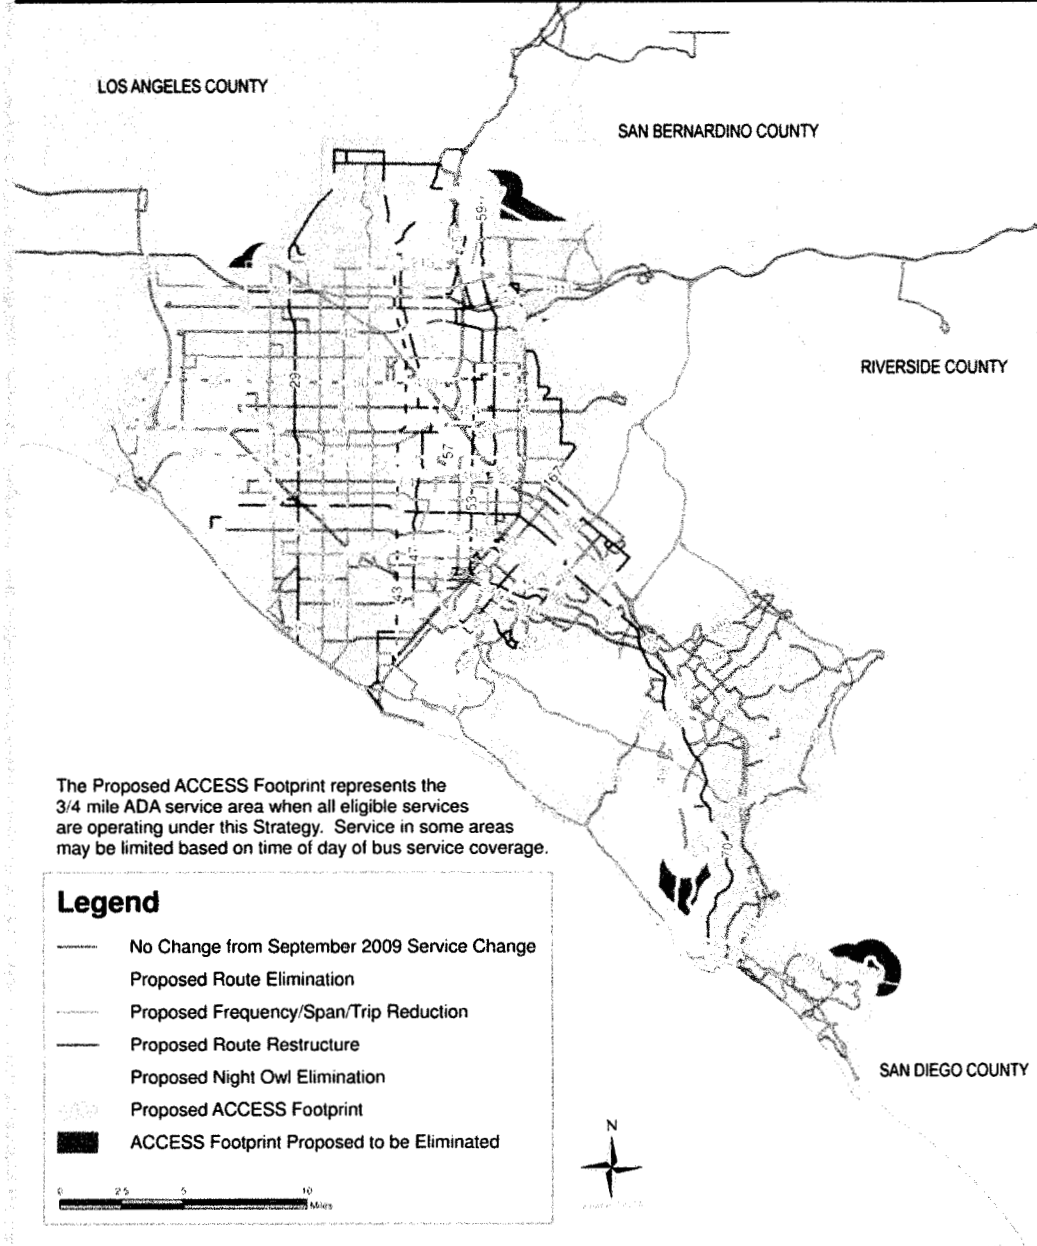 LOS ANGELES COUNTY
SAN BERNARDINO COUNTY
59
RIVERSIDE COUNTY
29
57
167
53
47
43
70
The Proposed ACCESS Footprint represents the
3/4 mile ADA service area when all eligible services
are operating under this Strategy. Service in some areas
may be limited based on time of day of bus service coverage.
Legend
No Change from September 2009 Service Change
Proposed Route Elimination
Proposed Frequency/Span/Trip Reduction
Proposed Route Restructure
Proposed Night Owl Elimination
Proposed ACCESS Footprint
ACCESS Footprint Proposed to be Eliminated
0 2.5 5 10
Miles
SAN DIEGO COUNTY
N